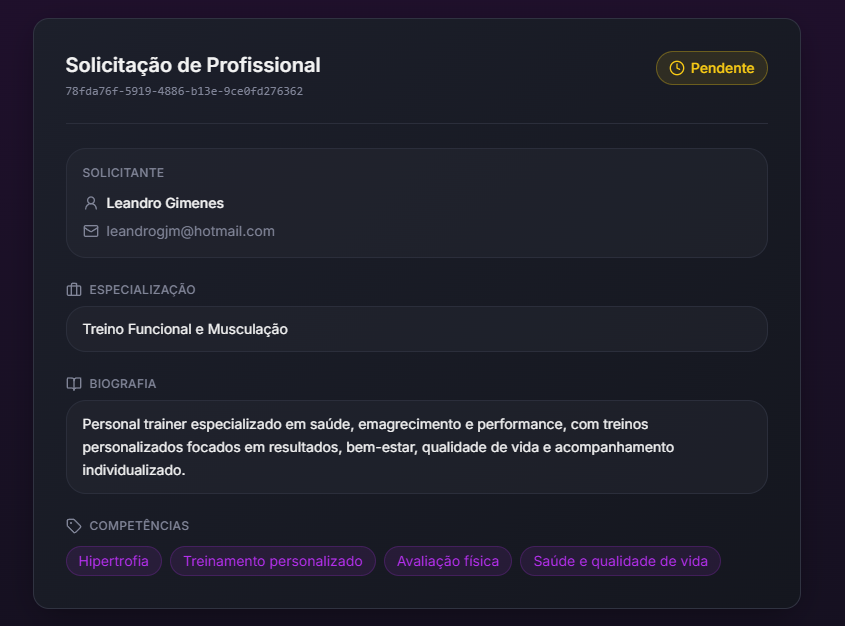 Solicitação de Profissional
Pendente
78fda76f-5919-4886-b13e-9ce0fd276362
SOLICITANTE
Leandro Gimenes
leandrogjm@hotmail.com
ESPECIALIZAÇÃO
Treino Funcional e Musculação
BIOGRAFIA
Personal trainer especializado em saúde, emagrecimento e performance, com treinos
personalizados focados em resultados, bem-estar, qualidade de vida e acompanhamento
individualizado.
COMPETÊNCIAS
Hipertrofia
Treinamento personalizado
Avaliação física
Saúde e qualidade de vida